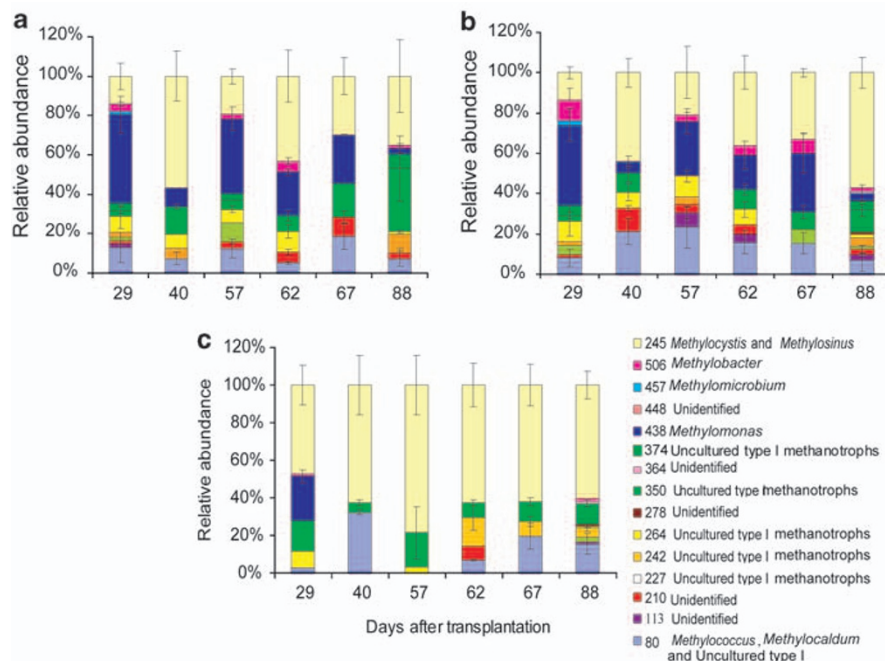 a
120%
100%
80%
60%
40%
20%
0%
Relative abundance
29 40 57 62 67 88
b
120%
100%
80%
60%
40%
20%
0%
Relative abundance
29 40 57 62 67 88
c
120%
100%
80%
60%
40%
20%
0%
Relative abundance
29 40 57 62 67 88
Days after transplantation
245 Methylocystis and Methylosinus
506 Methylobacter
457 Methylomicrobium
448 Unidentified
438 Methylomonas
374 Uncultured type I methanotrophs
364 Unidentified
350 Uncultured type I methanotrophs
278 Unidentified
264 Uncultured type I methanotrophs
242 Uncultured type I methanotrophs
227 Uncultured type I methanotrophs
210 Unidentified
113 Unidentified
80 Methylococcus, Methylocaldum
and Uncultured type I